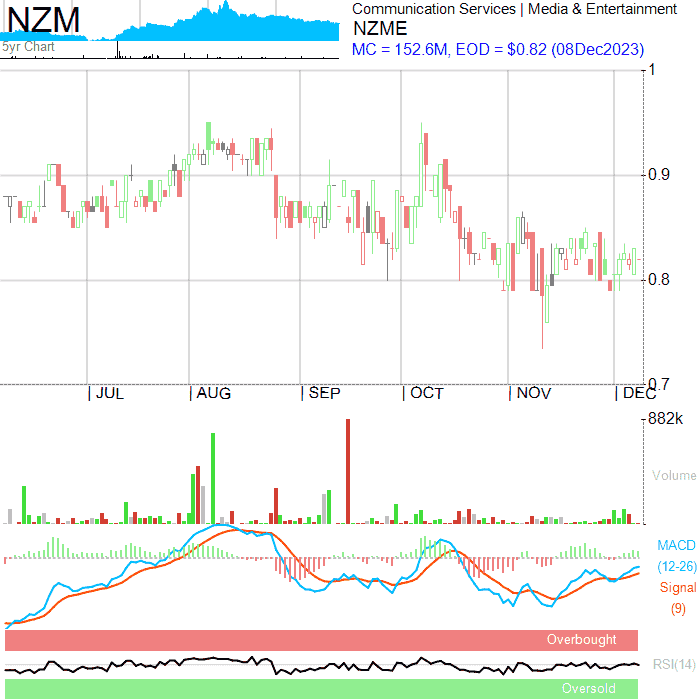 NZM
5yr Chart
Communication Services | Media & Entertainment
NZME
MC = 152.6M, EOD = $0.82 (08Dec2023)
1
0.9
0.8
0.7
| JUL | AUG | SEP | OCT | NOV | DEC
882k
Volume
MACD
(12-26)
Signal
(9)
Overbought
RSI(14)
Oversold